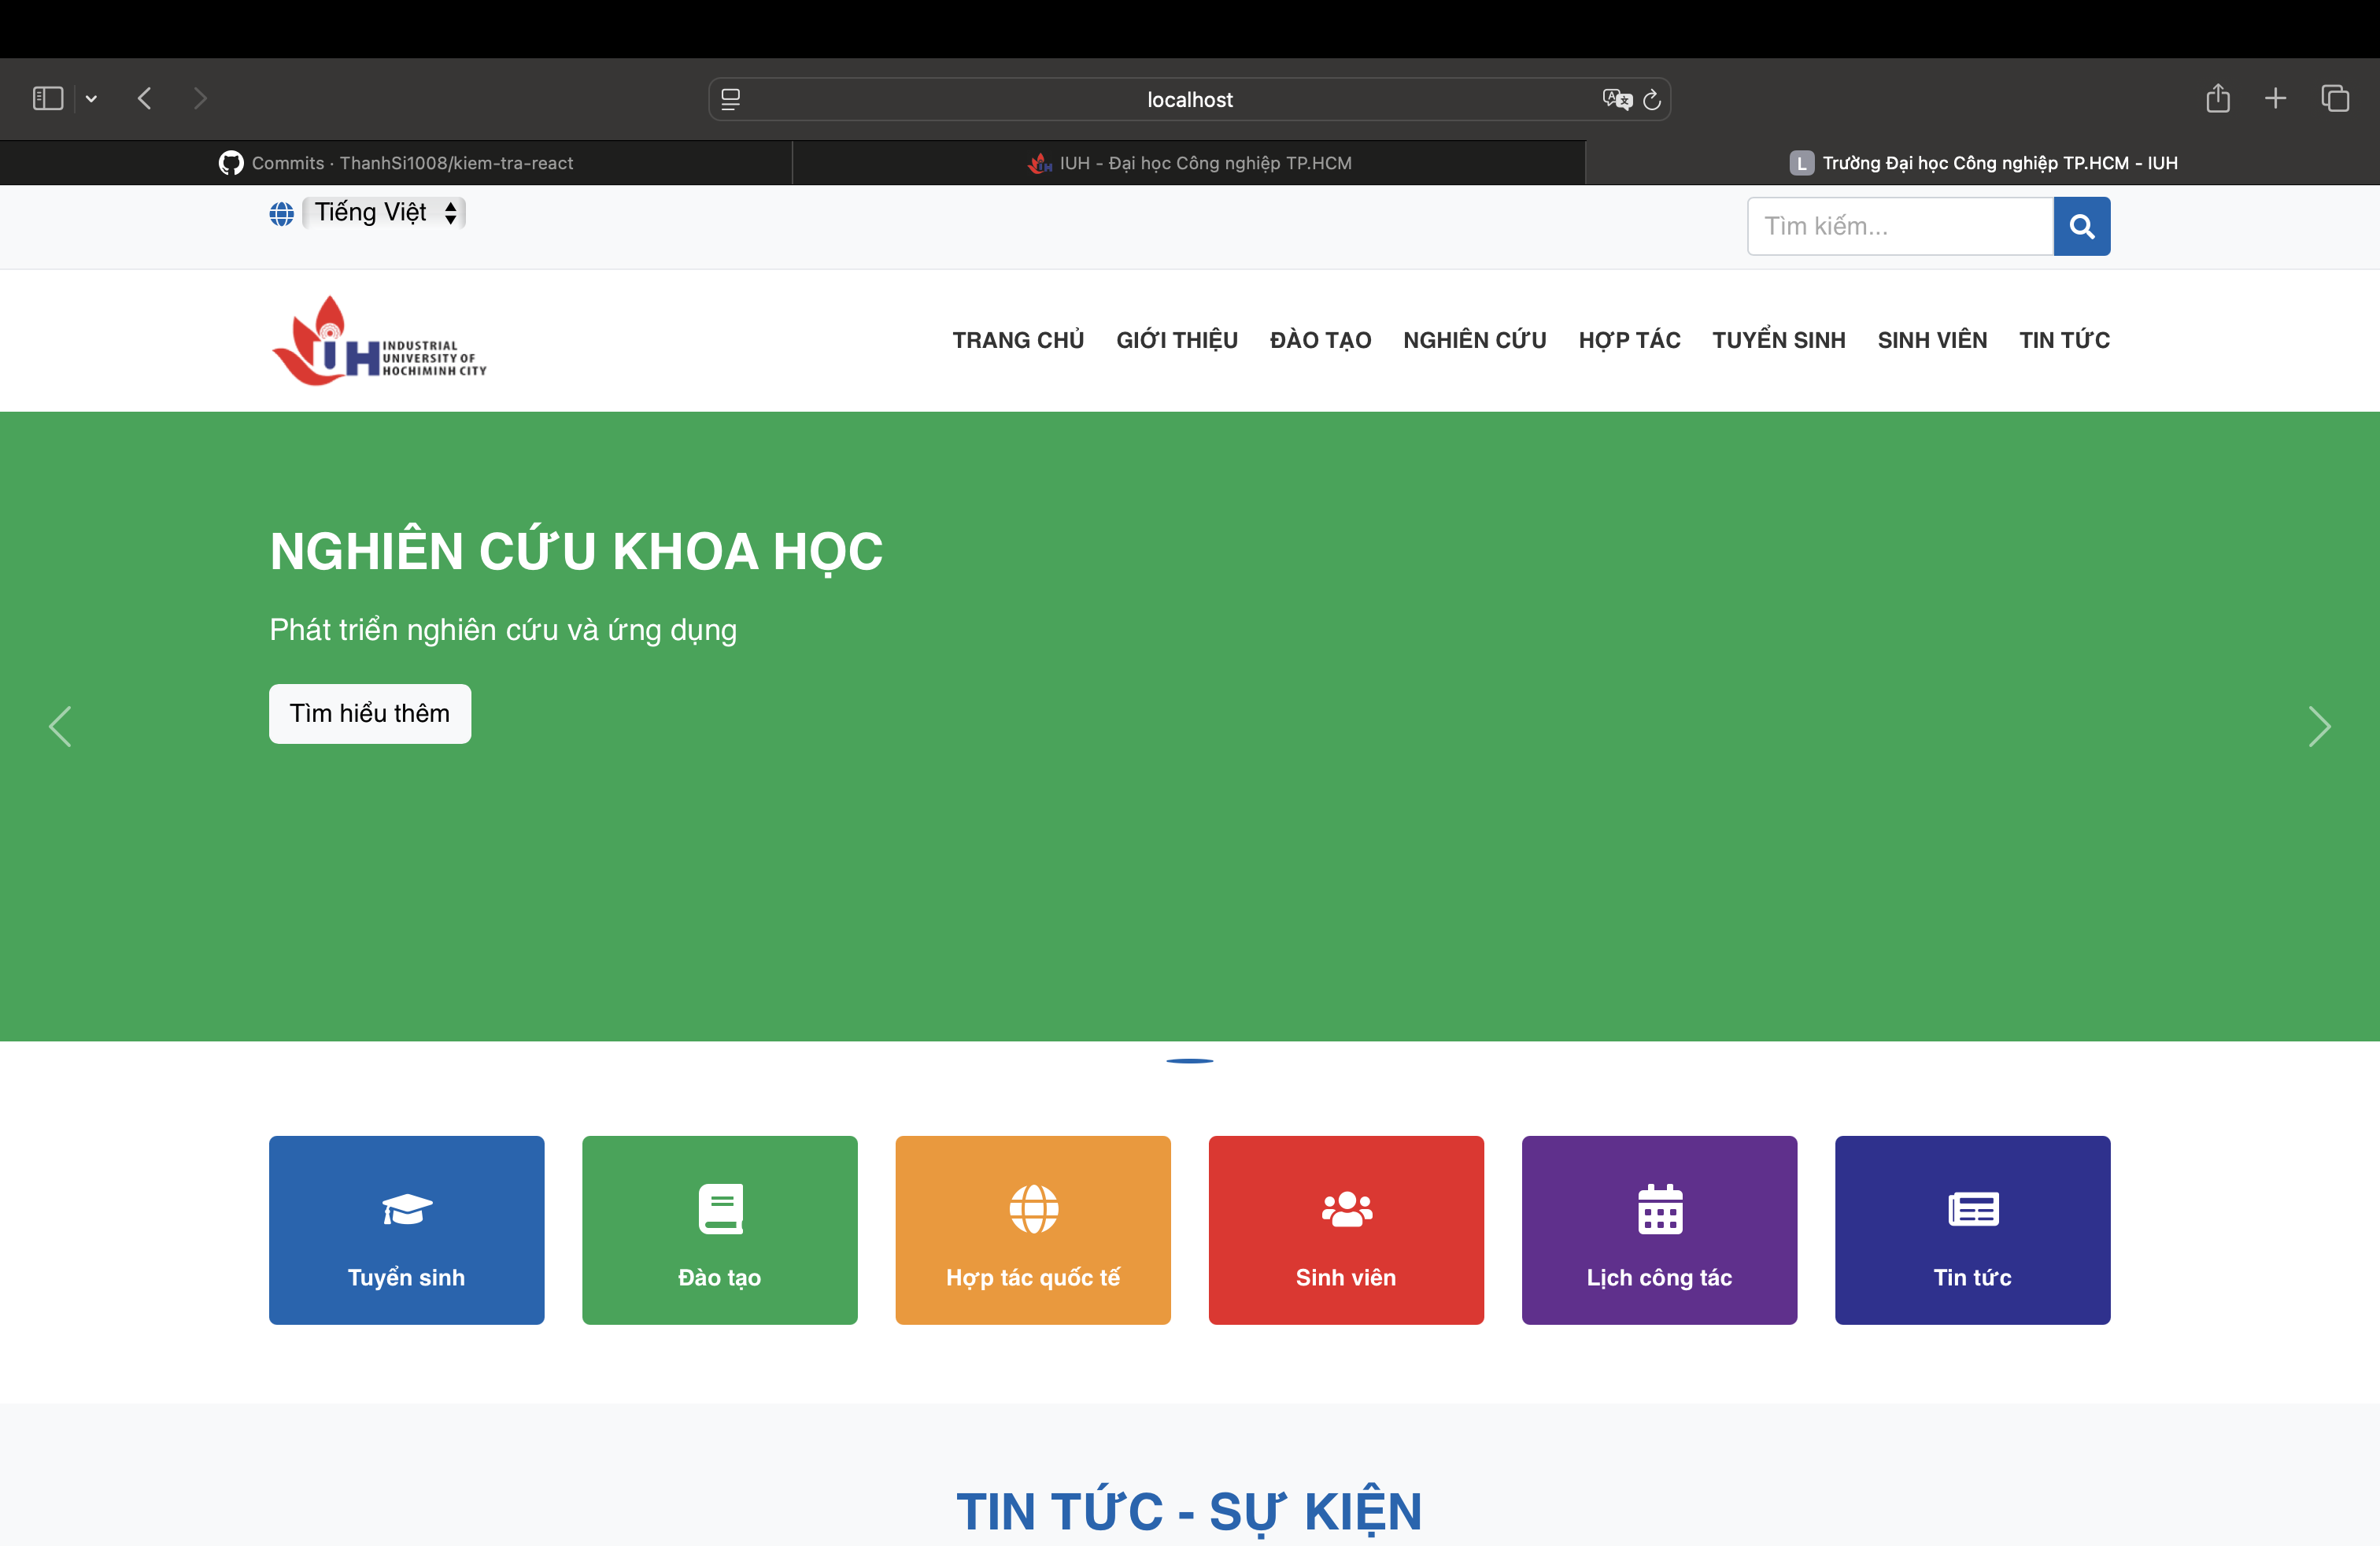 localhost
Commits · ThanhSi1008/kiem-tra-react
IUH - Đại học Công nghiệp TP.HCM
L Trường Đại học Công nghiệp TP.HCM - IUH
Tiếng Việt
Tìm kiếm...
IUH INDUSTRIAL
UNIVERSITY OF
HOCHIMINH CITY
TRANG CHỦ GIỚI THIỆU ĐÀO TẠO NGHIÊN CỨU HỢP TÁC TUYỂN SINH SINH VIÊN TIN TỨC
NGHIÊN CỨU KHOA HỌC
Phát triển nghiên cứu và ứng dụng
Tìm hiểu thêm
Tuyển sinh
Đào tạo
Hợp tác quốc tế
Sinh viên
Lịch công tác
Tin tức
TIN TỨC - SỰ KIỆN